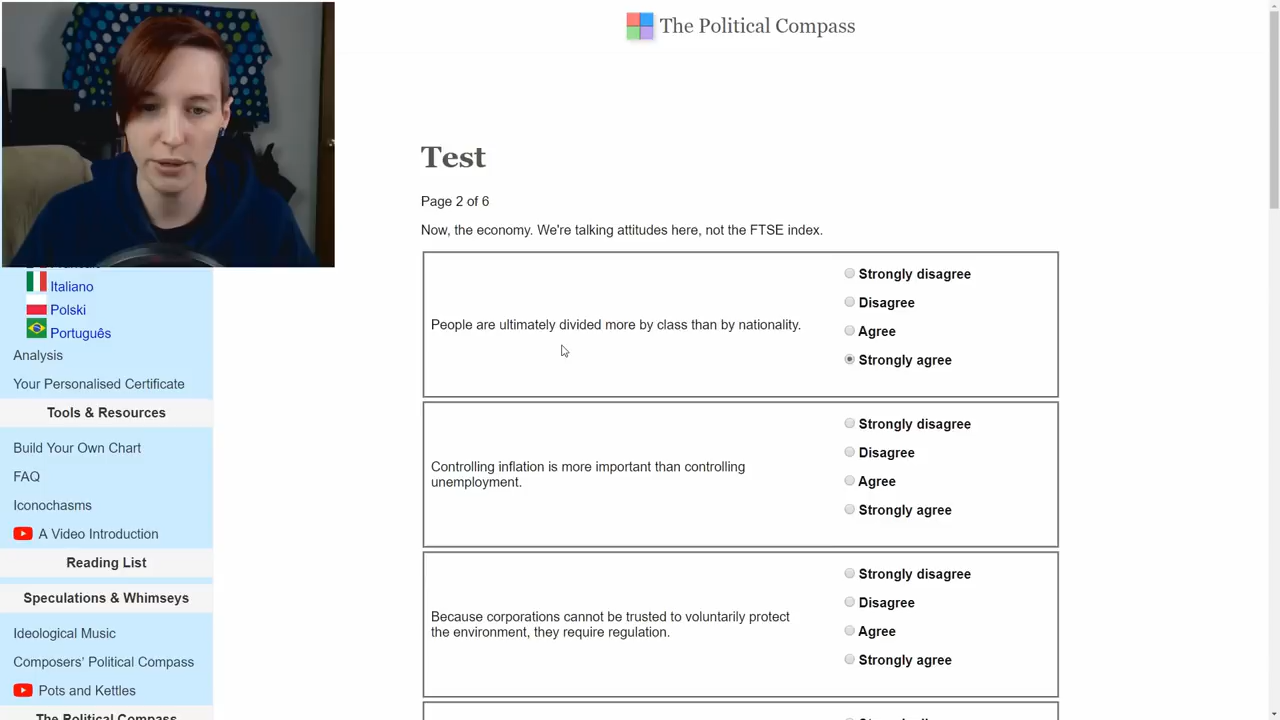 The Political Compass
Test
Page 2 of 6
Now, the economy. We're talking attitudes here, not the FTSE index.
People are ultimately divided more by class than by nationality.
Strongly disagree
Disagree
Agree
Strongly agree
Controlling inflation is more important than controlling
unemployment.
Strongly disagree
Disagree
Agree
Strongly agree
Because corporations cannot be trusted to voluntarily protect
the environment, they require regulation.
Strongly disagree
Disagree
Agree
Strongly agree
Italiano
Polski
Português
Analysis
Your Personalised Certificate
Tools & Resources
Build Your Own Chart
FAQ
Iconochasms
A Video Introduction
Reading List
Speculations & Whimseys
Ideological Music
Composers' Political Compass
Pots and Kettles
The Political Compass